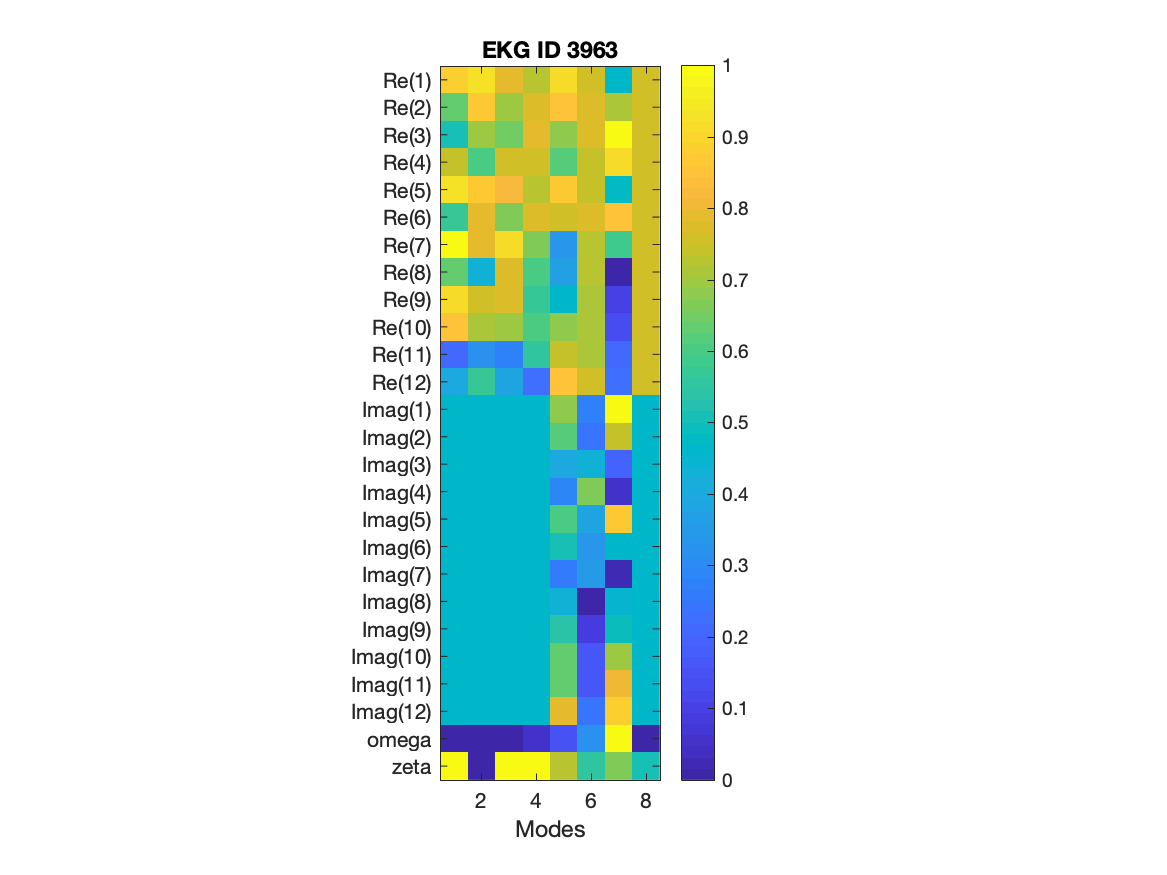 EKG ID 3963
Re(1)
Re(2)
Re(3)
Re(4)
Re(5)
Re(6)
Re(7)
Re(8)
Re(9)
Re(10)
Re(11)
Re(12)
Imag(1)
Imag(2)
Imag(3)
Imag(4)
Imag(5)
Imag(6)
Imag(7)
Imag(8)
Imag(9)
Imag(10)
Imag(11)
Imag(12)
omega
zeta
2 4 6 8
Modes
1
0.9
0.8
0.7
0.6
0.5
0.4
0.3
0.2
0.1
0